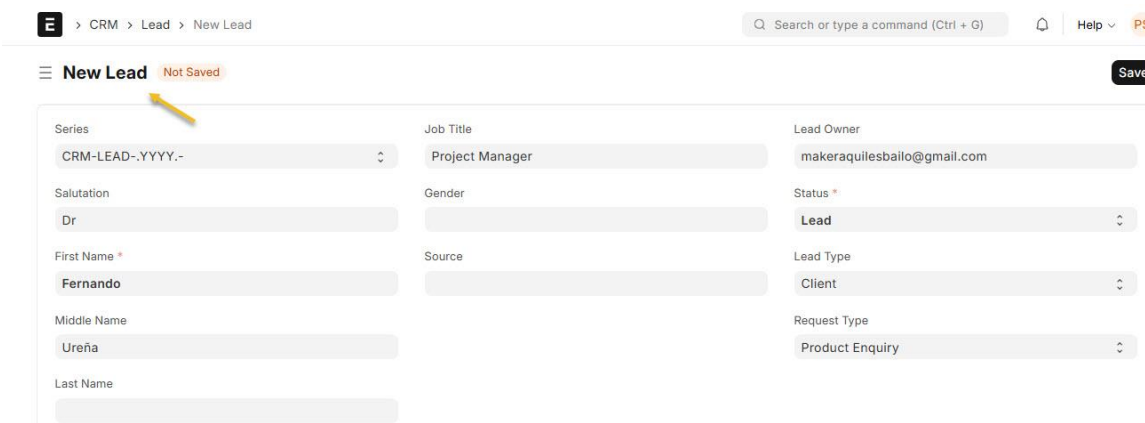 E > CRM > Lead > New Lead
Search or type a command (Ctrl + G)
Help
PS
New Lead Not Saved
Save
Series
CRM-LEAD-.YYYY.-
Job Title
Project Manager
Lead Owner
makeraquilesbailo@gmail.com
Salutation
Dr
Gender
Status *
Lead
First Name *
Fernando
Source
Lead Type
Client
Middle Name
Ureña
Request Type
Product Enquiry
Last Name